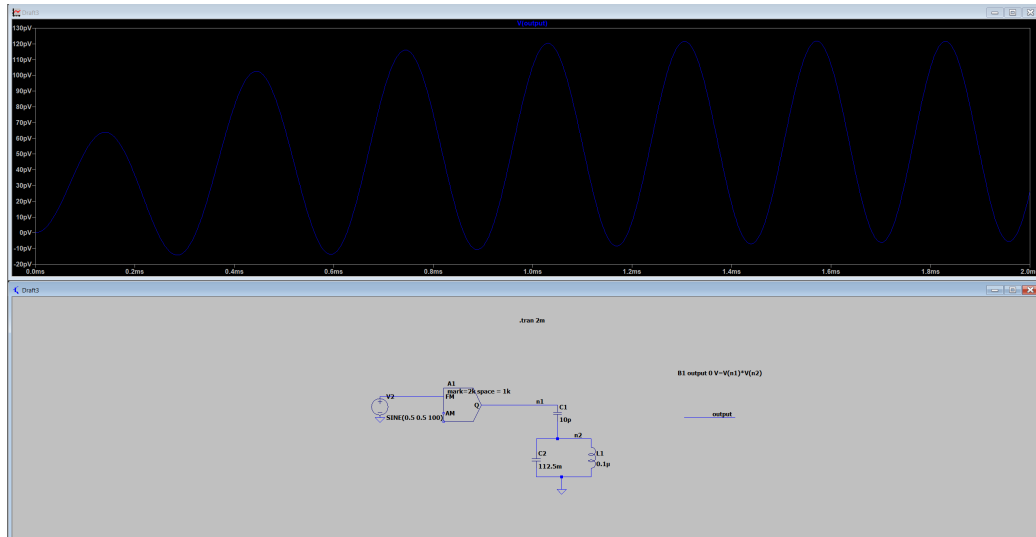 Draft3
V(output)
130pV
120pV
110pV
100pV
90pV
80pV
70pV
60pV
50pV
40pV
30pV
20pV
10pV
0pV
-10pV
-20pV
0.0ms 0.2ms 0.4ms 0.6ms 0.8ms 1.0ms 1.2ms 1.4ms 1.6ms 1.8ms 2.0ms
Draft3
.tran 2m
B1 output 0 V=V(n1)*V(n2)
A1
mark=2k space = 1k
V2
FM
AM
Q
SINE(0.5 0.5 100)
n1
C1
10p
output
n2
C2
112.5m
L1
0.1µ